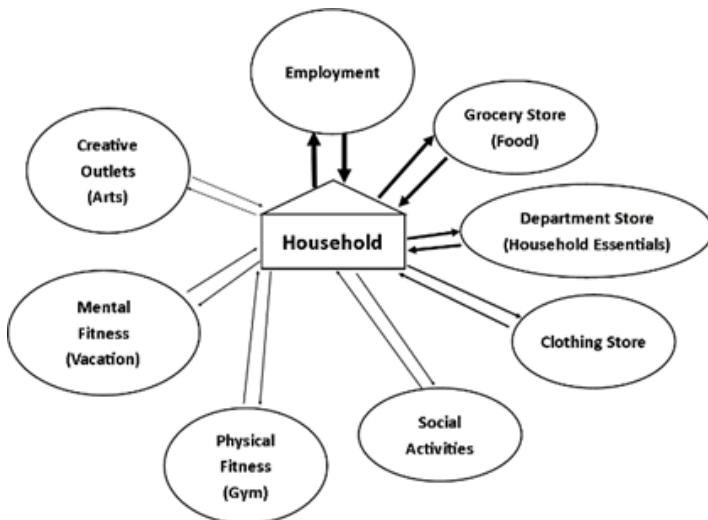 Employment
Grocery Store
(Food)
Creative
Outlets
(Arts)
Department Store
(Household Essentials)
Household
Mental
Fitness
(Vacation)
Clothing Store
Social
Activities
Physical
Fitness
(Gym)